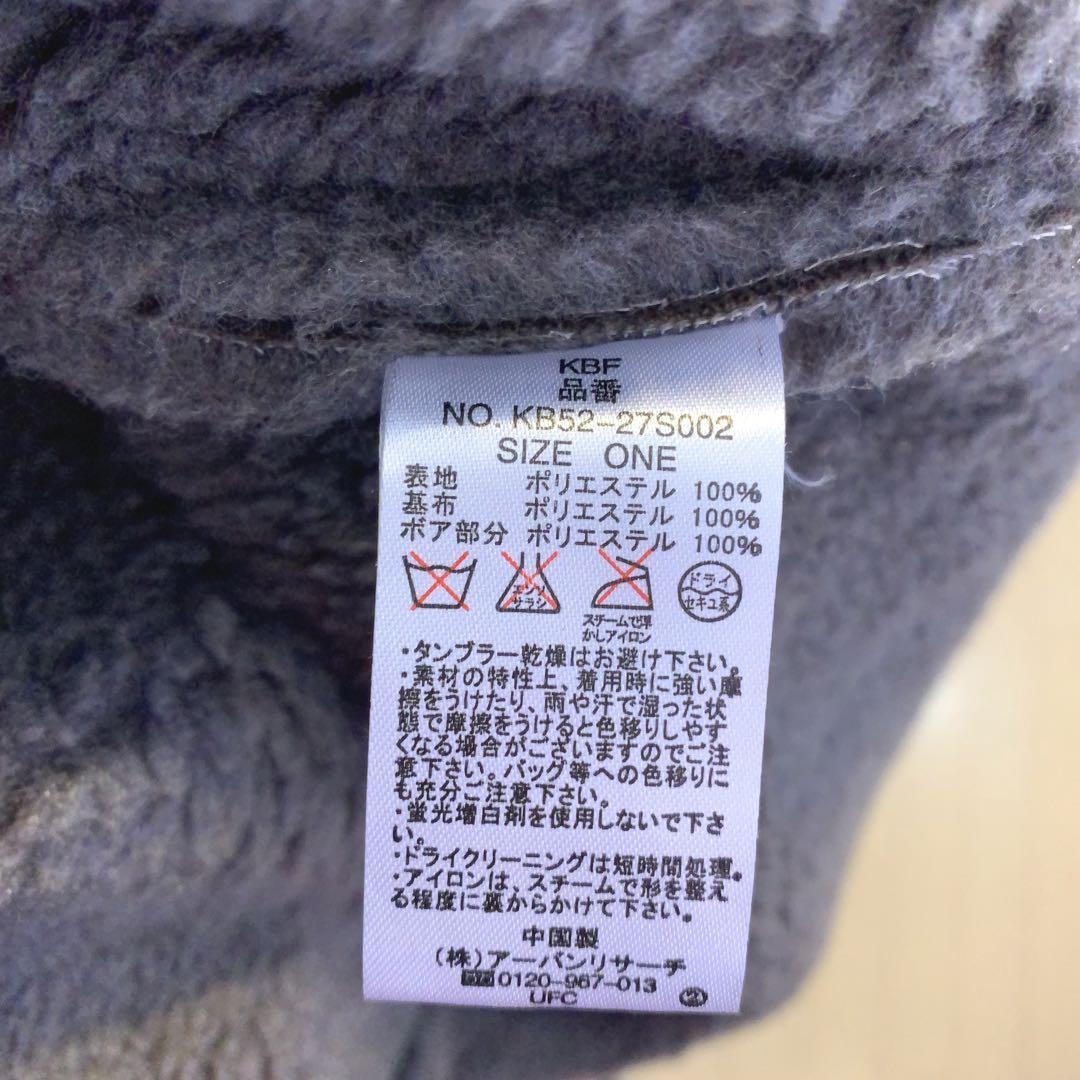 KBF
品番
NO. KB52-27S002
SIZE ONE
表地 ポリエステル 100%
基布 ポリエステル 100%
ボア部分 ポリエステル 100%
エンソ
サラシ
ドライ
セキユ系
スチームで浮
かしアイロン
・タンブラー乾燥はお避け下さい。
・素材の特性上、着用時に強い摩
擦をうけたり、雨や汗で湿った状
態で摩擦をうけると色移りしやす
くなる場合がございますのでご注
意下さい。バッグ等への色移りに
も充分ご注意下さい。
・蛍光増白剤を使用しないで下さ
い。
・ドライクリーニングは短時間処理。
・アイロンは、スチームで形を整え
る程度に裏からかけて下さい。
中国製
(株)アーバンリサーチ
0120-967-013
UFC ②